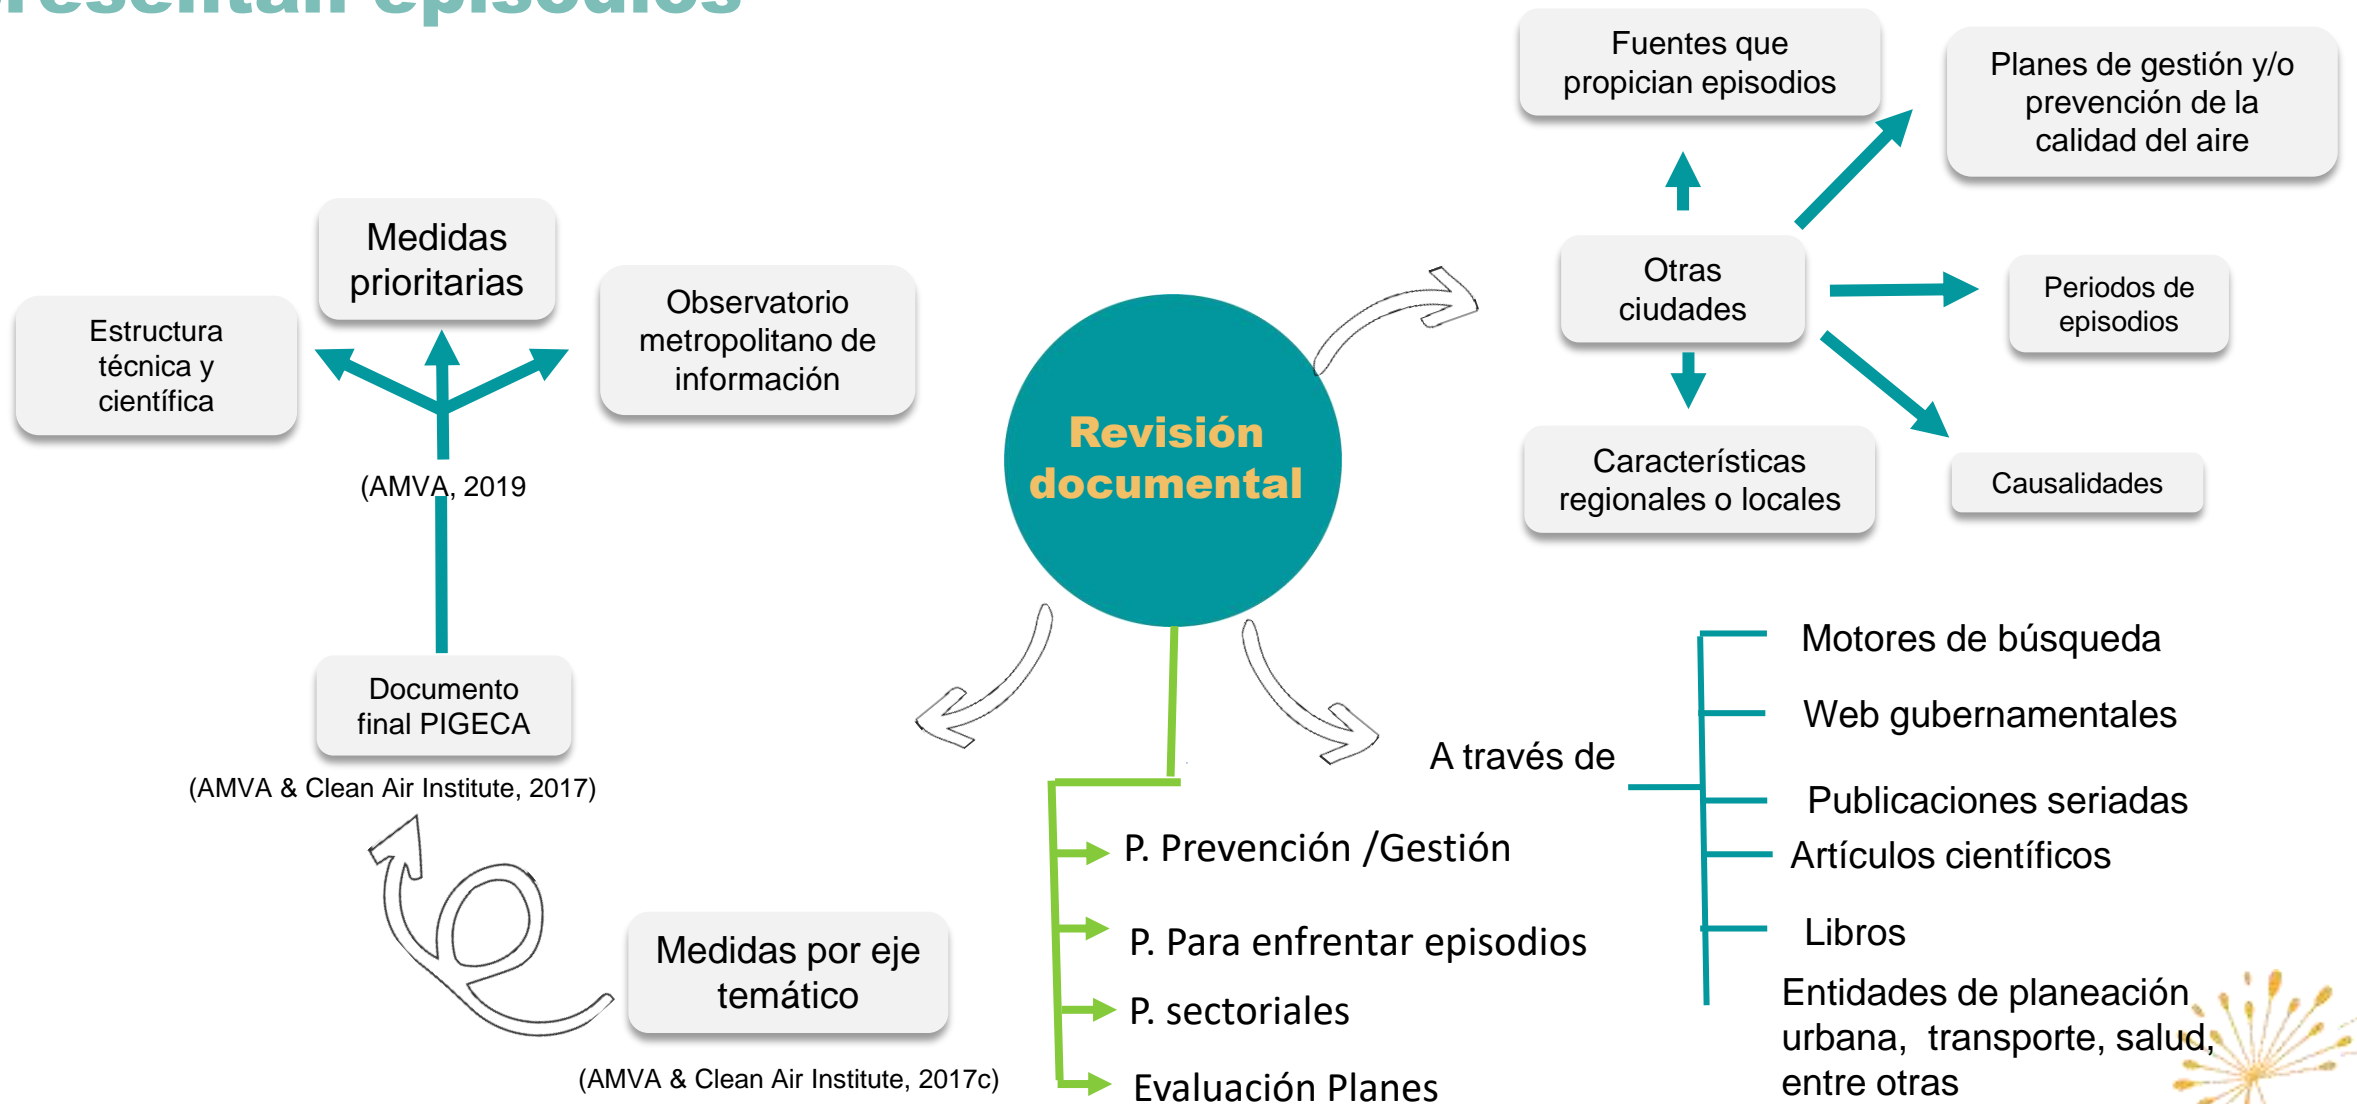 presentan episodios
Fuentes que
propician episodios
Planes de gestión y/o
prevención de la
calidad del aire
Medidas
prioritarias
Estructura
técnica y
científica
Observatorio
metropolitano de
información
Otras
ciudades
Periodos de
episodios
Características
regionales o locales
Causalidades
Revisión
documental
(AMVA, 2019
Documento
final PIGECA
(AMVA & Clean Air Institute, 2017)
Medidas por eje
temático
(AMVA & Clean Air Institute, 2017c)
P. Prevención /Gestión
P. Para enfrentar episodios
P. sectoriales
Evaluación Planes
A través de
Motores de búsqueda
Web gubernamentales
Publicaciones seriadas
Artículos científicos
Libros
Entidades de planeación
urbana, transporte, salud,
entre otras